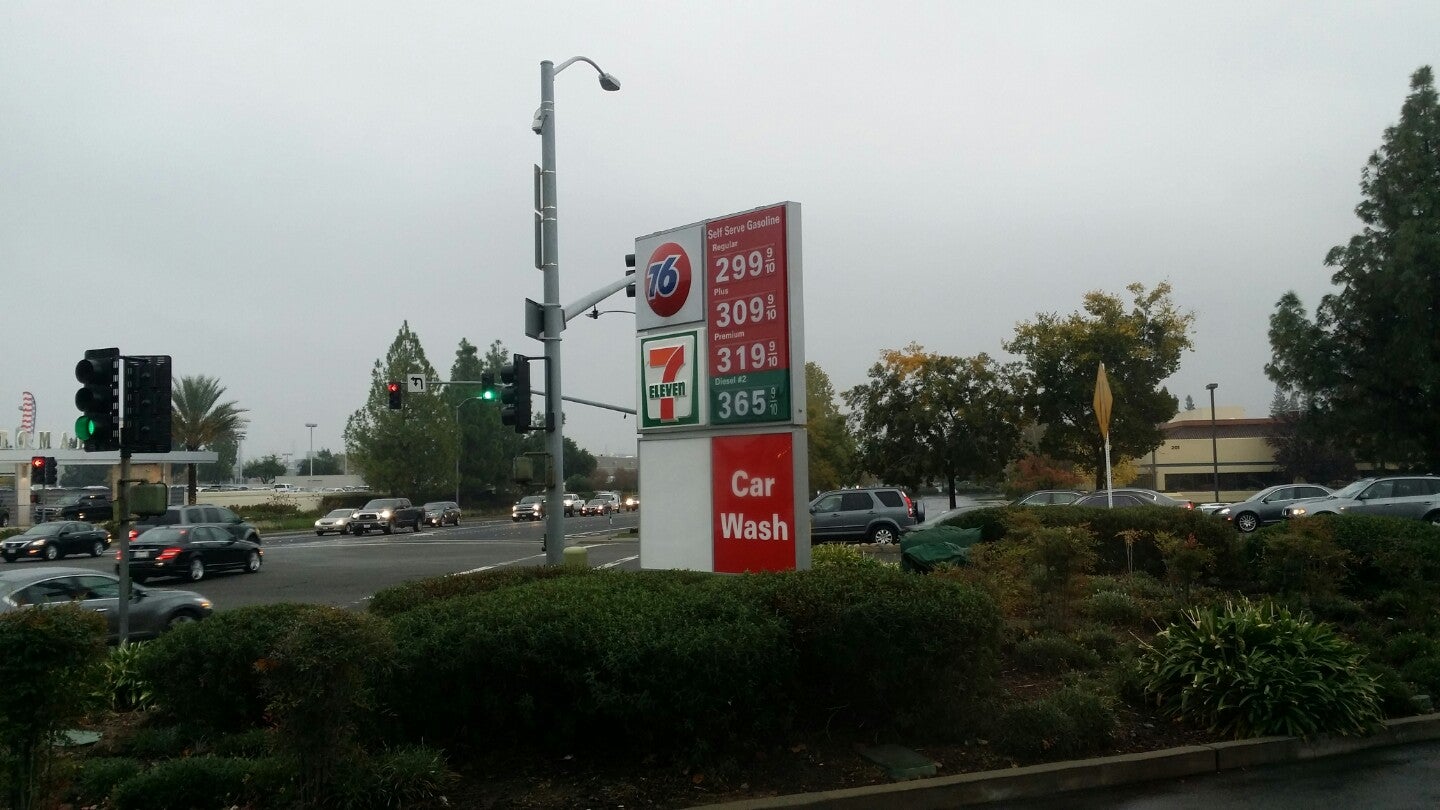 76
Self Serve Gasoline
Regular
299 9/10
Plus
309 9/10
Premium
319 9/10
Diesel #2
365 9/10
7
ELEVEN
Car
Wash